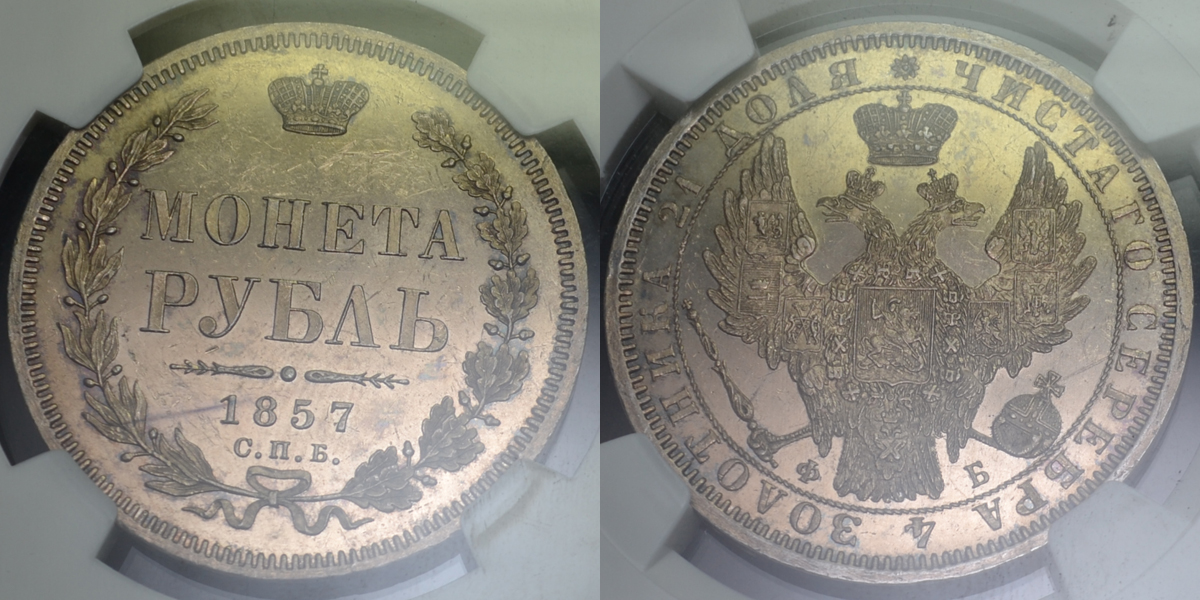 МОНЕТА
РУБЛЬ
1857
С.П.Б.
ЧИСТАГО СЕРЕБРА 4 ЗОЛОТНИКА 21 ДОЛЯ
Ф Б